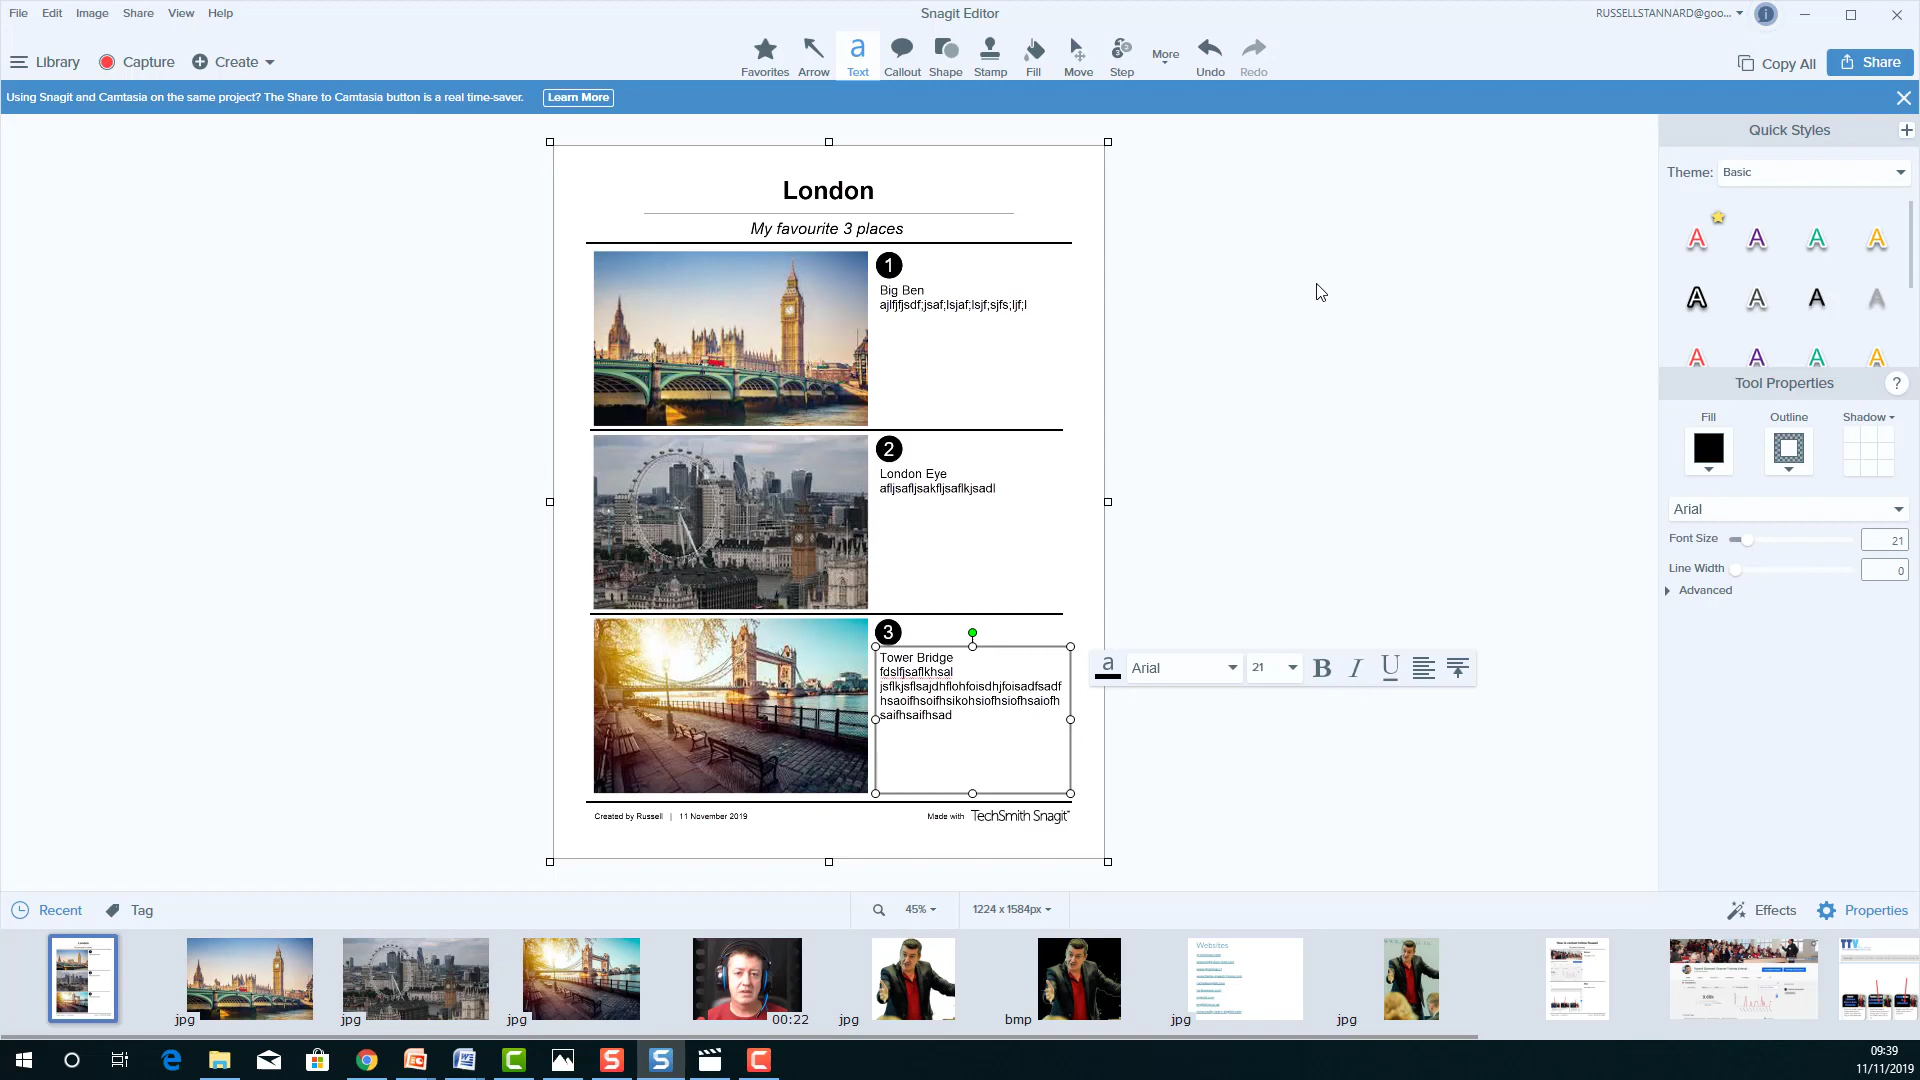 File Edit Image Share View Help
Snagit Editor
RUSSELLSTANNARD@goo...
Library Capture Create
Favorites Arrow Text Callout Shape Stamp Fill Move Step More Undo Redo
Copy All Share
Using Snagit and Camtasia on the same project? The Share to Camtasia button is a real time-saver. Learn More
Quick Styles
Theme: Basic
London
My favourite 3 places
1
Big Ben
ajlfjfjsdf;jsaf;lsjaf;lsjf;sjfs;ljf;l
2
London Eye
afljsafljsakfljsaflkjsadl
3
Tower Bridge
fdslfjsaflkhsal
jsflkjsflsajdhflohfoisdhjfoisadfsadf
hsaoifhsoifhsikohsiofhsiofhsaiofh
saifhsaifhsad
Created by Russell | 11 November 2019
Made with TechSmith Snagit
Tool Properties ?
Fill Outline Shadow
Arial
Font Size 21
Line Width 0
Advanced
a Arial 21 B I U
Recent Tag
45% 1224 x 1584px
Effects Properties
jpg jpg jpg 00:22 jpg bmp jpg jpg
Websites
TTV
09:39
11/11/2019